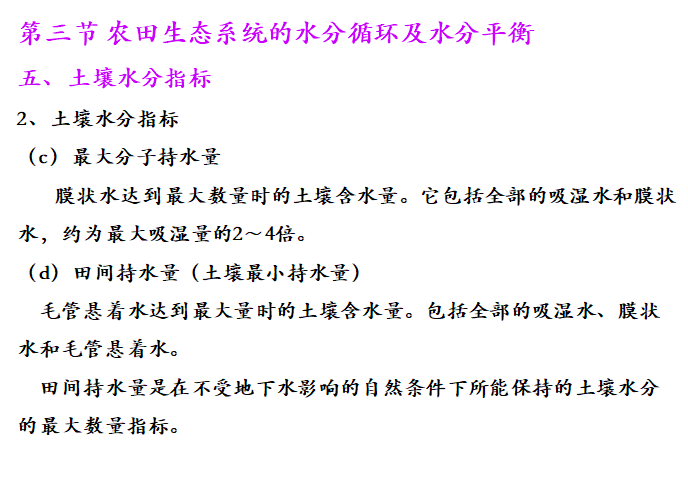 第三节 农田生态系统的水分循环及水分平衡
五、土壤水分指标
2、土壤水分指标
（c）最大分子持水量
膜状水达到最大数量时的土壤含水量。它包括全部的吸湿水和膜状
水，约为最大吸湿量的2～4倍。
（d）田间持水量（土壤最小持水量）
毛管悬着水达到最大量时的土壤含水量。包括全部的吸湿水、膜状
水和毛管悬着水。
田间持水量是在不受地下水影响的自然条件下所能保持的土壤水分
的最大数量指标。